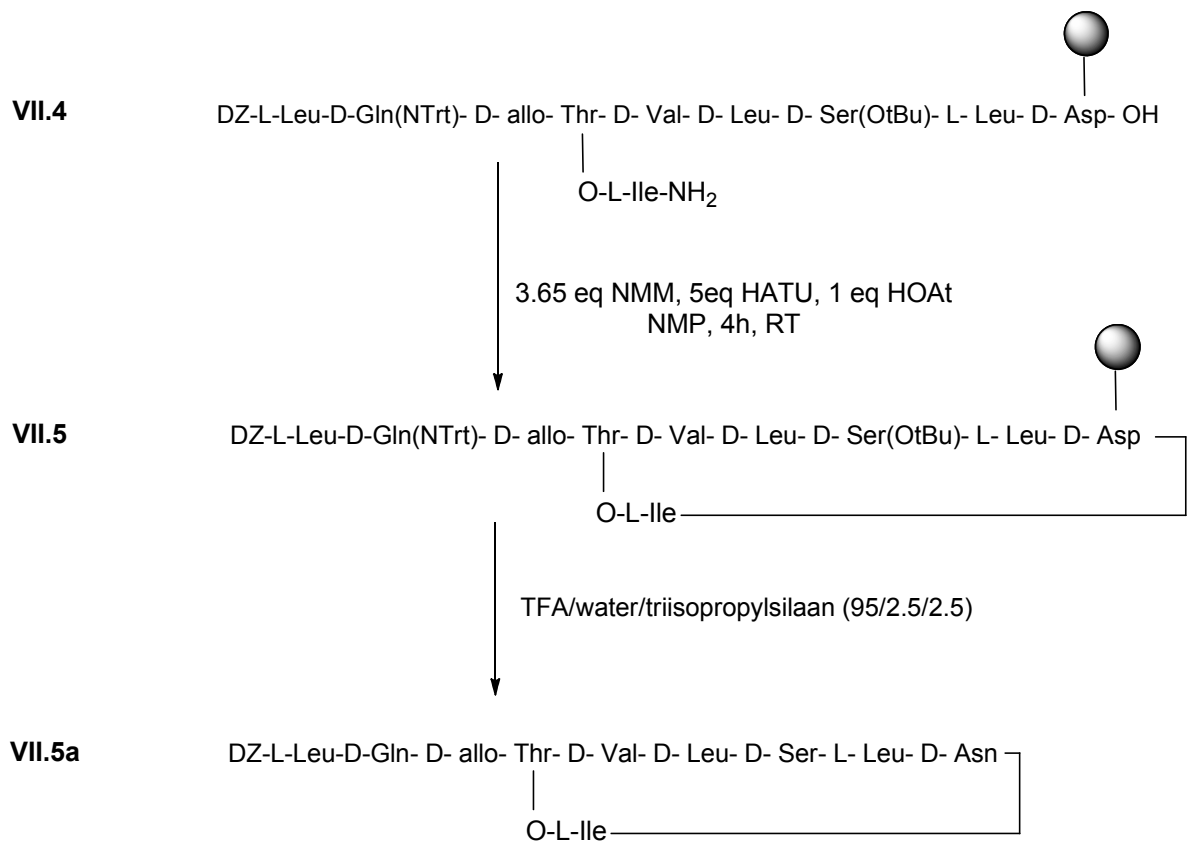 VII.4
DZ-L-Leu-D-Gln(NTrt)- D- allo- Thr- D- Val- D- Leu- D- Ser(OtBu)- L- Leu- D- Asp- OH
O-L-Ile-NH₂
3.65 eq NMM, 5eq HATU, 1 eq HOAt
NMP, 4h, RT
VII.5
DZ-L-Leu-D-Gln(NTrt)- D- allo- Thr- D- Val- D- Leu- D- Ser(OtBu)- L- Leu- D- Asp
O-L-Ile
TFA/water/triisopropylsilaan (95/2.5/2.5)
VII.5a
DZ-L-Leu-D-Gln- D- allo- Thr- D- Val- D- Leu- D- Ser- L- Leu- D- Asn
O-L-Ile